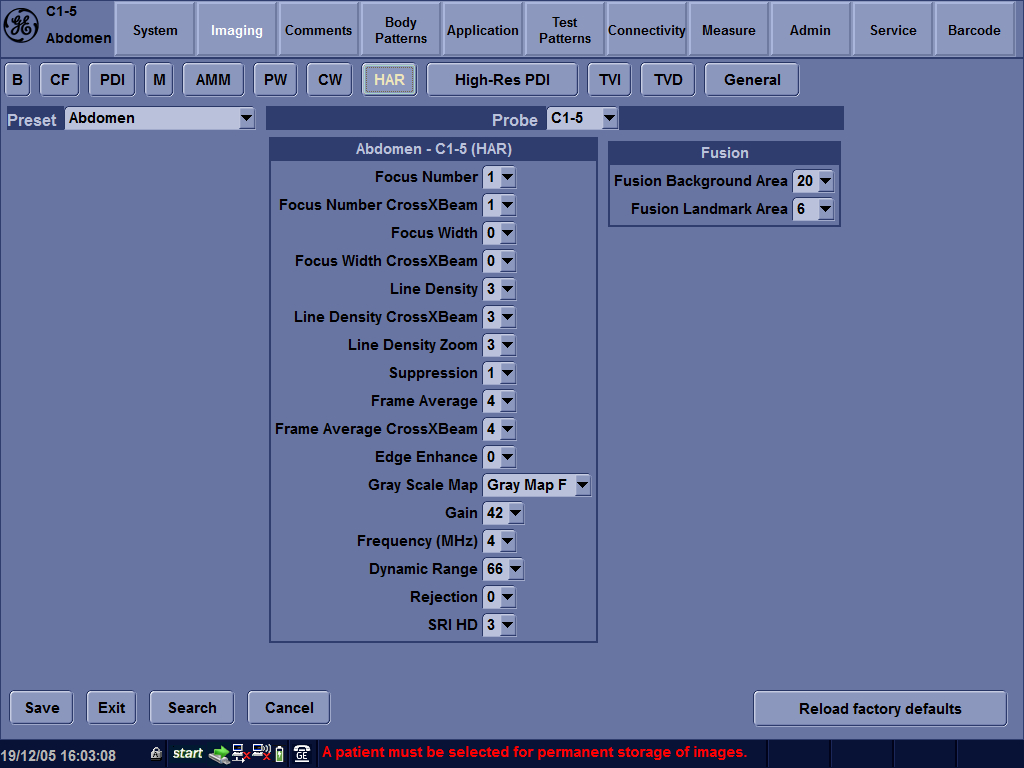 C1-5
Abdomen
System
Imaging
Comments
Body
Patterns
Application
Test
Patterns
Connectivity
Measure
Admin
Service
Barcode
B
CF
PDI
M
AMM
PW
CW
HAR
High-Res PDI
TVI
TVD
General
Preset
Abdomen
Probe
C1-5
Abdomen - C1-5 (HAR)
Focus Number 1
Focus Number CrossXBeam 1
Focus Width 0
Focus Width CrossXBeam 0
Line Density 3
Line Density CrossXBeam 3
Line Density Zoom 3
Suppression 1
Frame Average 4
Frame Average CrossXBeam 4
Edge Enhance 0
Gray Scale Map Gray Map F
Gain 42
Frequency (MHz) 4
Dynamic Range 66
Rejection 0
SRI HD 3
Fusion
Fusion Background Area 20
Fusion Landmark Area 6
Save
Exit
Search
Cancel
Reload factory defaults
19/12/05 16:03:08
start
GE
A patient must be selected for permanent storage of images.